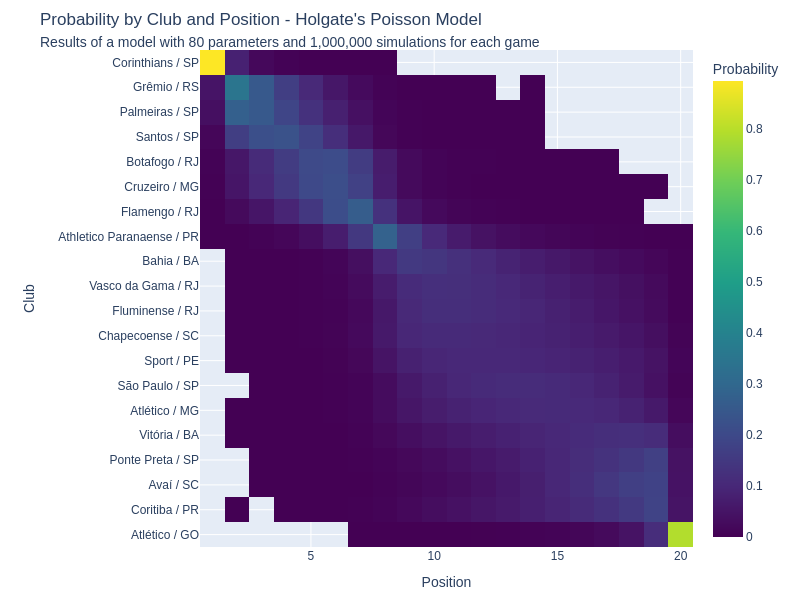 Probability by Club and Position - Holgate's Poisson Model
Results of a model with 80 parameters and 1,000,000 simulations for each game
Probability
Corinthians / SP
Grêmio / RS
Palmeiras / SP
Santos / SP
Botafogo / RJ
Cruzeiro / MG
Flamengo / RJ
Athletico Paranaense / PR
Bahia / BA
Vasco da Gama / RJ
Fluminense / RJ
Chapecoense / SC
Sport / PE
São Paulo / SP
Atlético / MG
Vitória / BA
Ponte Preta / SP
Avaí / SC
Coritiba / PR
Atlético / GO
Club
5
10
15
20
Position
0.8
0.7
0.6
0.5
0.4
0.3
0.2
0.1
0